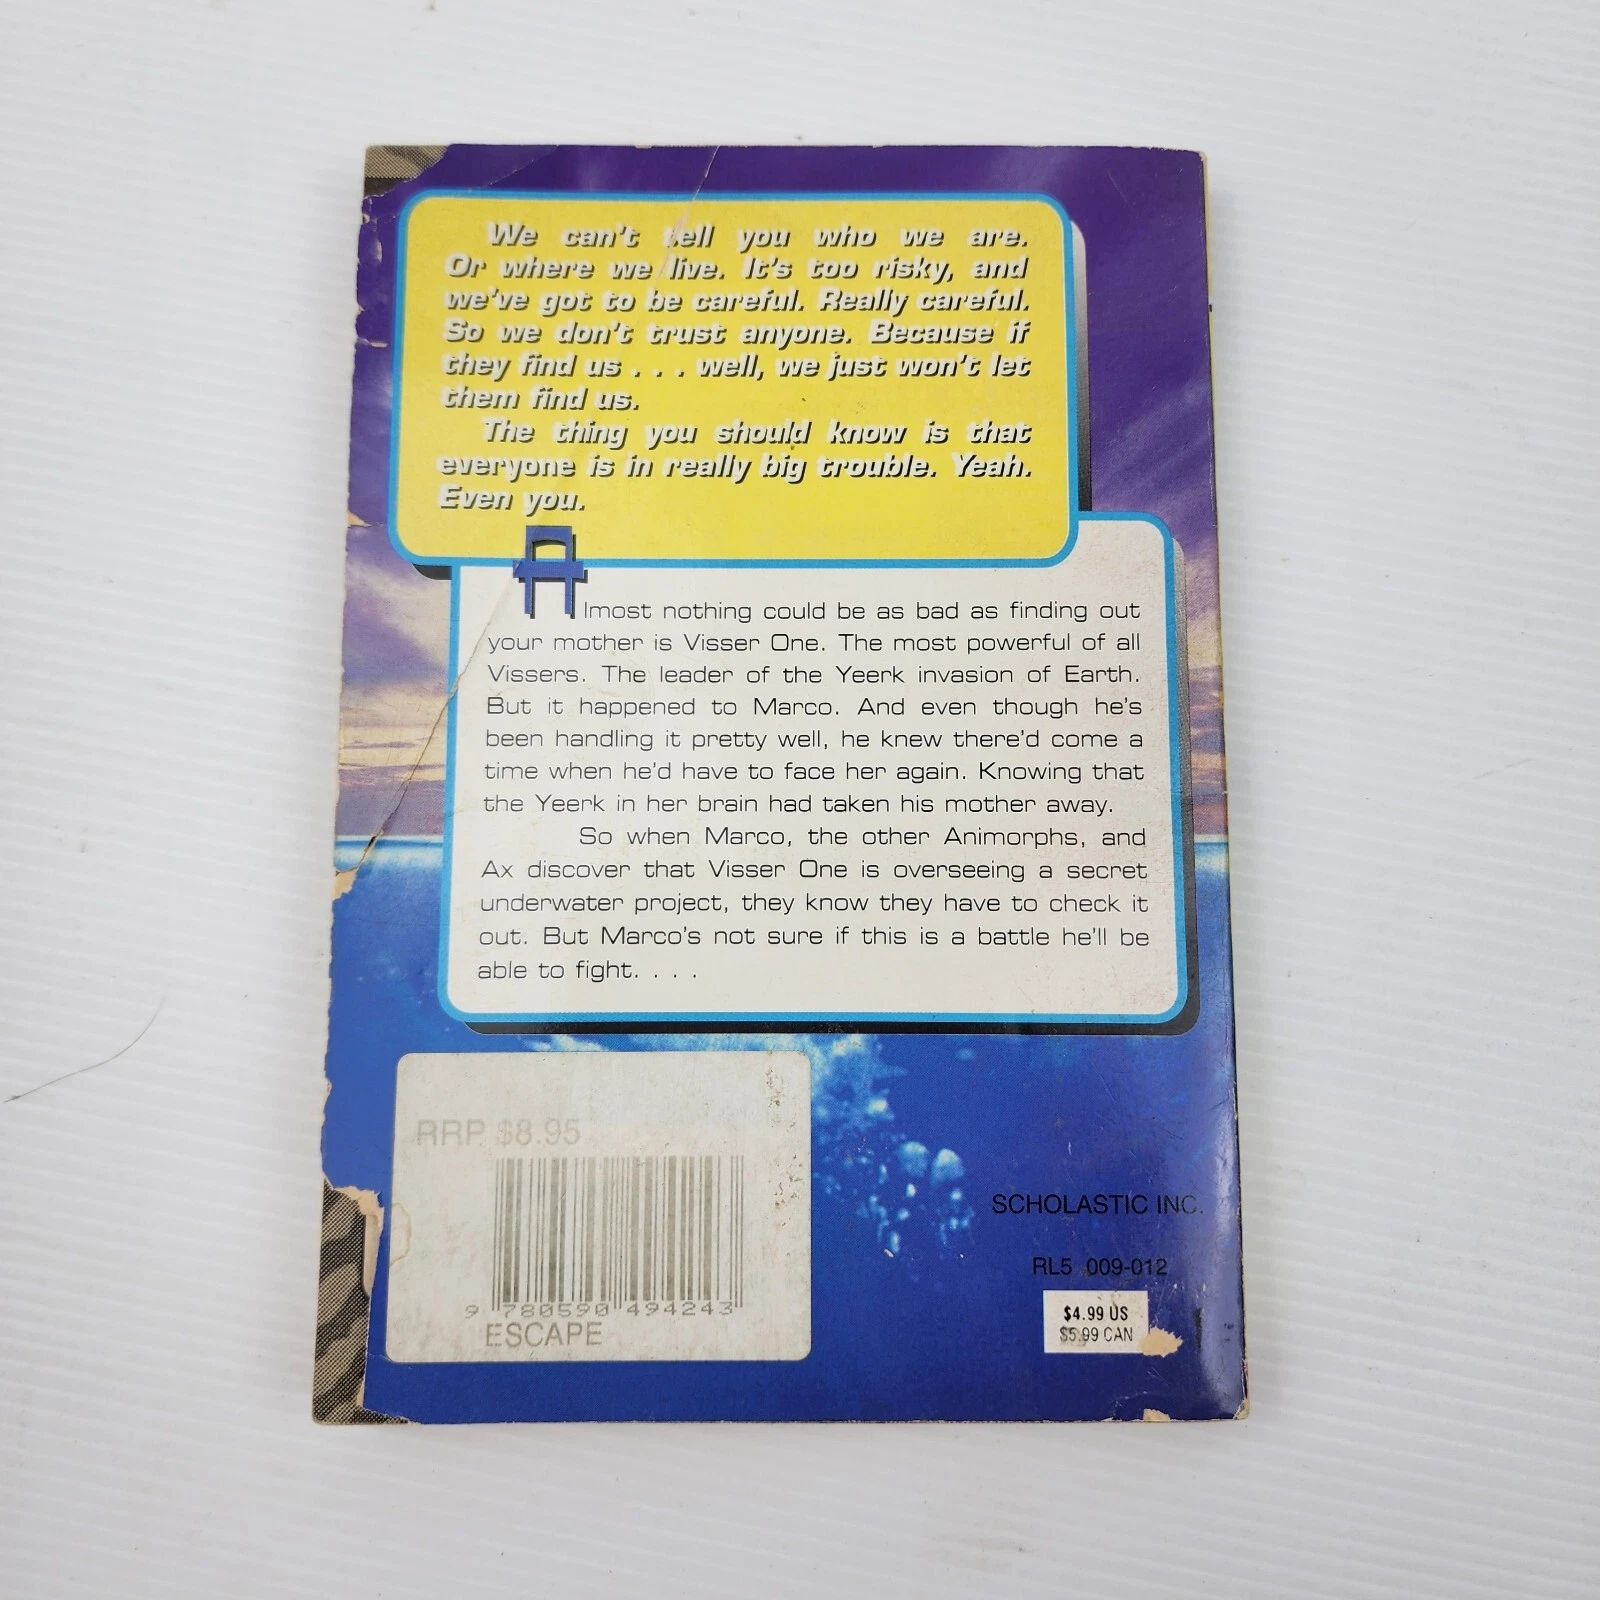 We can't tell you who we are.
Or where we live. It's too risky, and
we've got to be careful. Really careful.
So we don't trust anyone. Because if
they find us . . . well, we just won't let
them find us.
The thing you should know is that
everyone is in really big trouble. Yeah.
Even you.
Almost nothing could be as bad as finding out
your mother is Visser One. The most powerful of all
Vissers. The leader of the Yeerk invasion of Earth.
But it happened to Marco. And even though he's
been handling it pretty well, he knew there'd come a
time when he'd have to face her again. Knowing that
the Yeerk in her brain had taken his mother away.
So when Marco, the other Animorphs, and
Ax discover that Visser One is overseeing a secret
underwater project, they know they have to check it
out. But Marco's not sure if this is a battle he'll be
able to fight. . . .
RRP $8.95
9 780590 494243
ESCAPE
SCHOLASTIC INC.
RL5 009-012
$4.99 US
$5.99 CAN